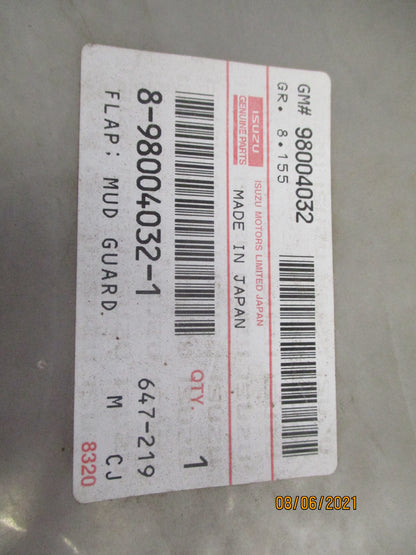 GM# 98004032
GR. 8.155
ISUZU
GENUINE PARTS
ISUZU MOTORS LIMITED JAPAN
MADE IN JAPAN
QTY. 1
8-98004032-1
647-219
FLAP; MUD GUARD.
M CJ
8320
08/06/2021